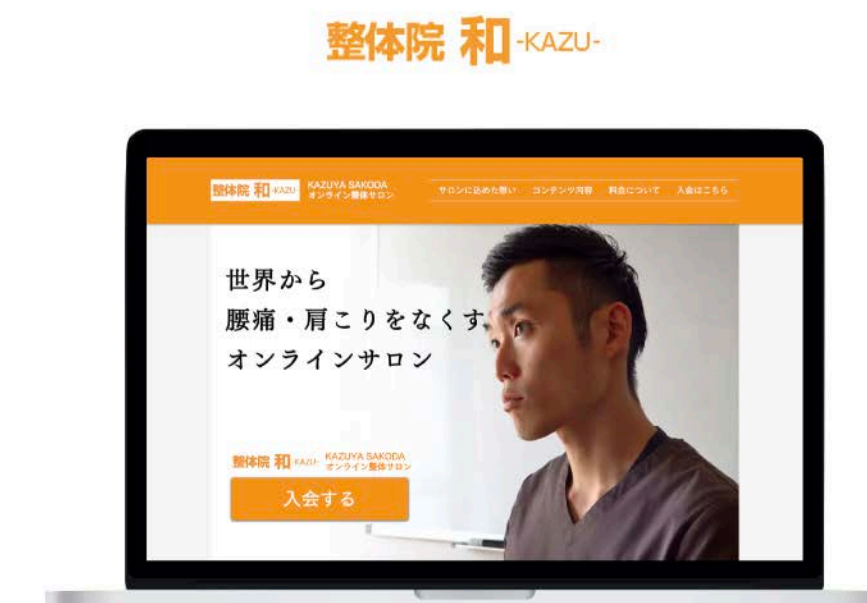 整体院 和 -KAZU-
整体院 和 -KAZU-
KAZUYA SAKODA
オンライン整体サロン
サロンに込めた想い コンテンツ内容 料金について 入会はこちら
世界から
腰痛・肩こりをなくす
オンラインサロン
整体院 和 -KAZU-
KAZUYA SAKODA
オンライン整体サロン
入会する